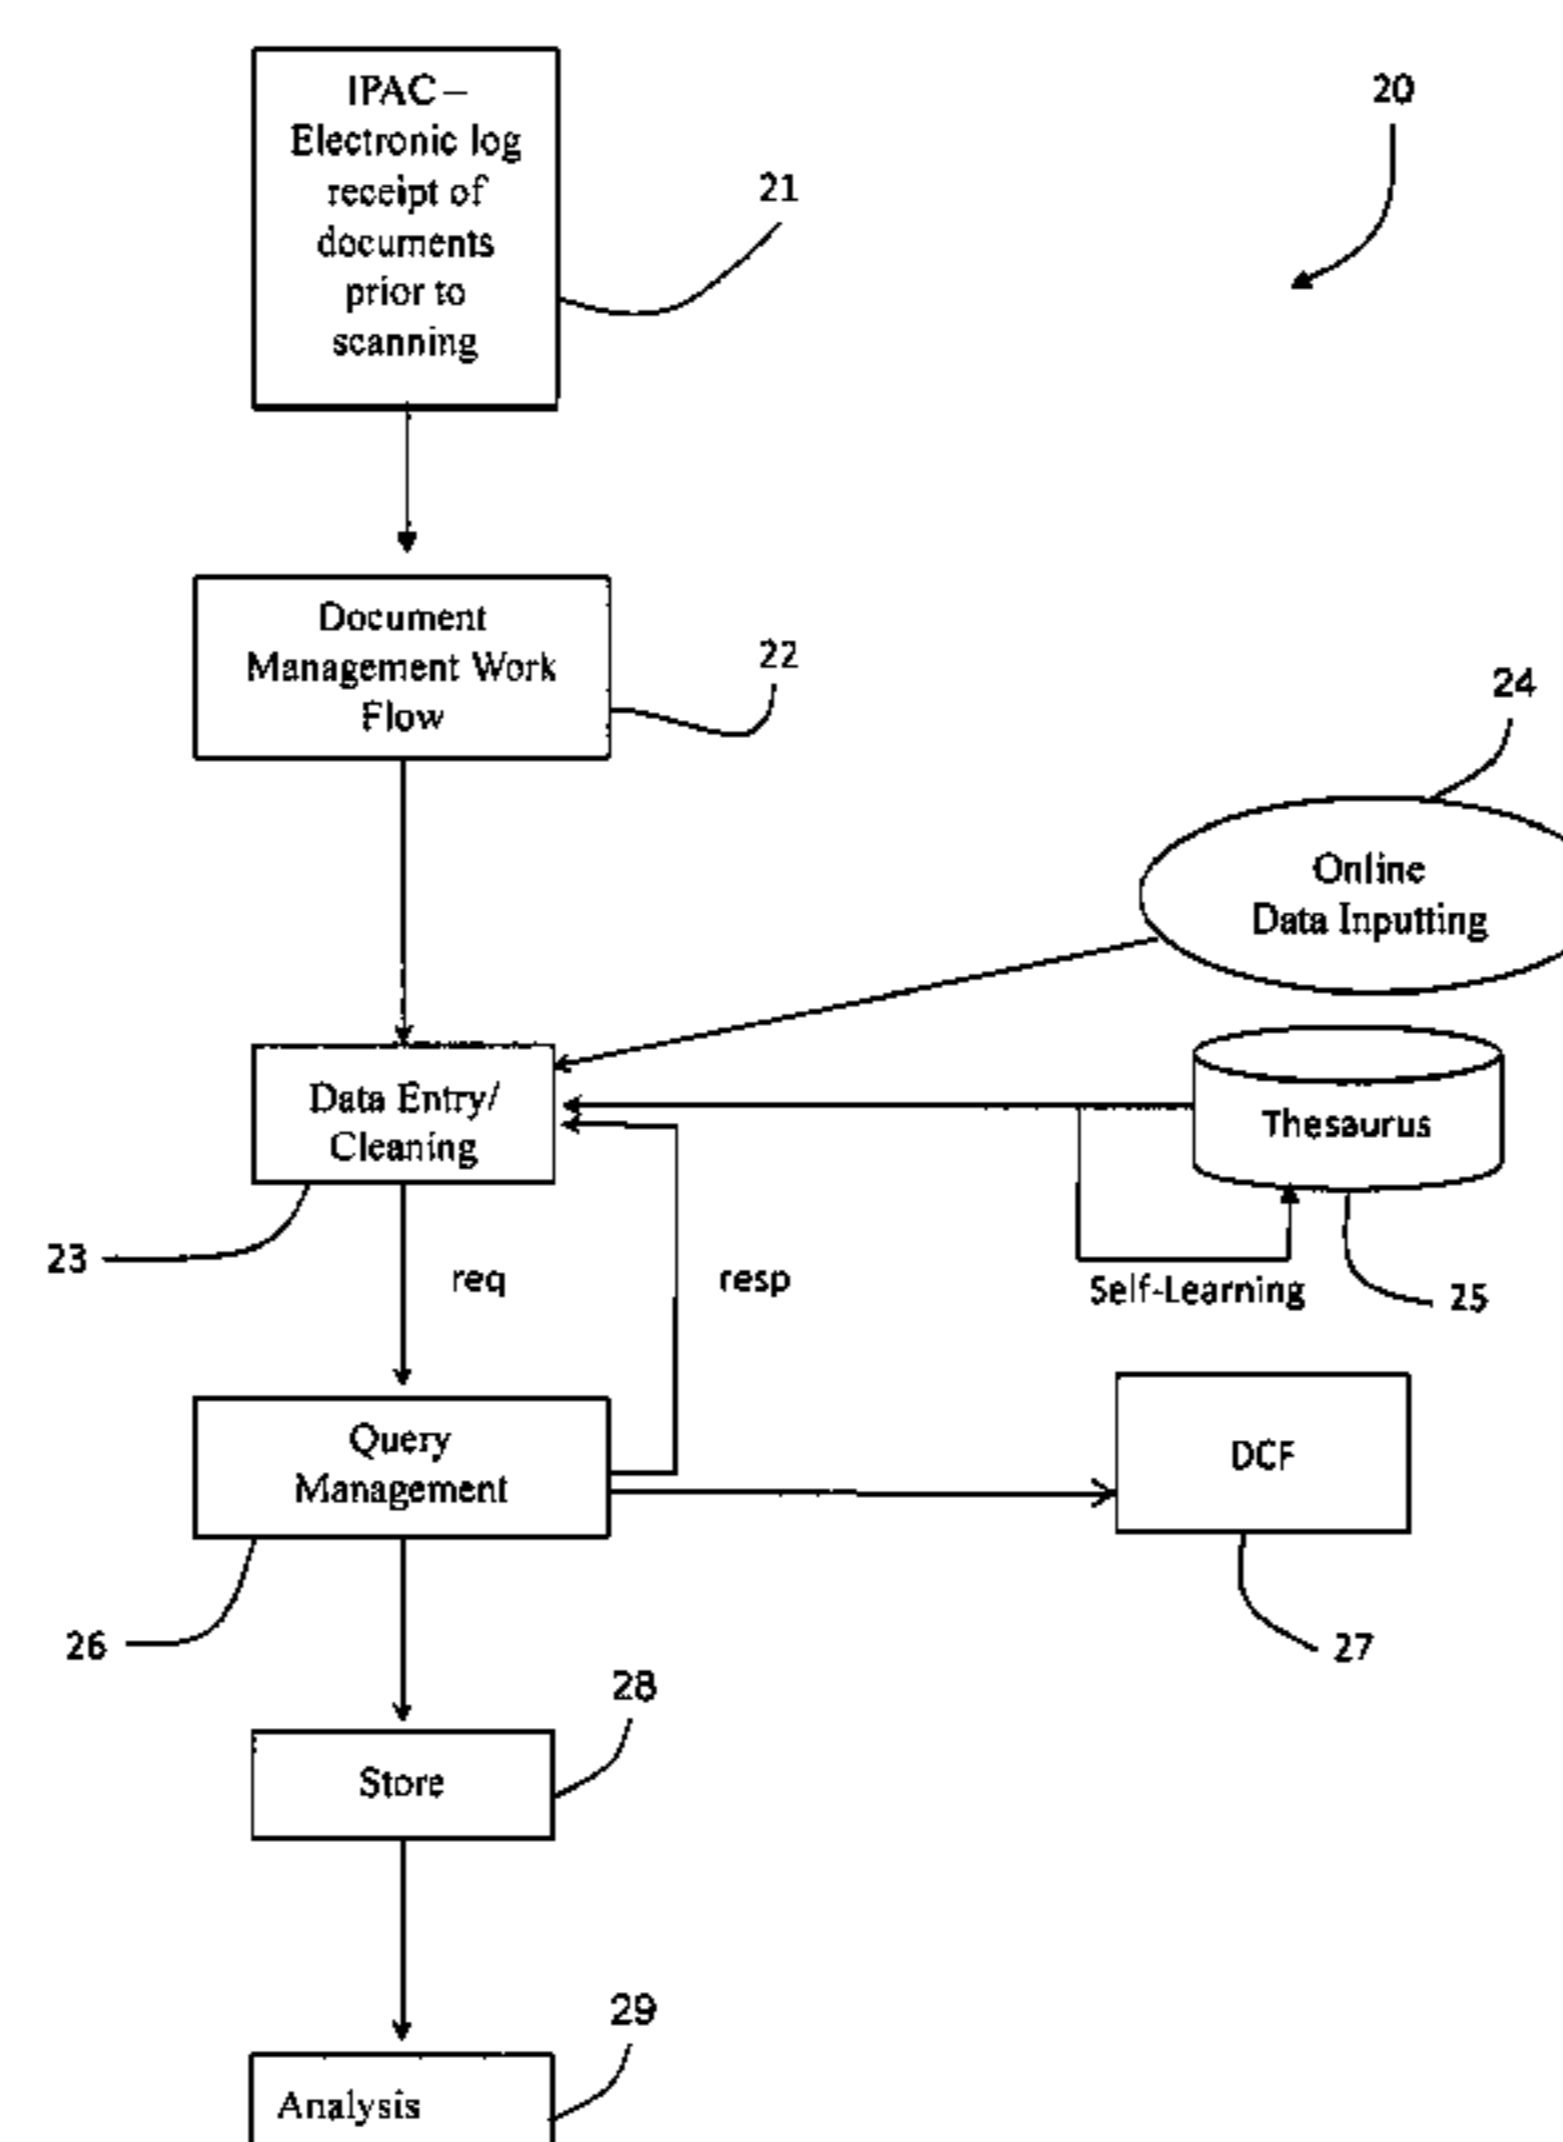 IPAC –
Electronic log
receipt of
documents
prior to
scanning
20
21
Document
Management Work
Flow
22
24
Online
Data Inputting
Data Entry/
Cleaning
Thesaurus
23
req
resp
Self-Learning
25
Query
Management
DCF
26
27
28
Store
29
Analysis